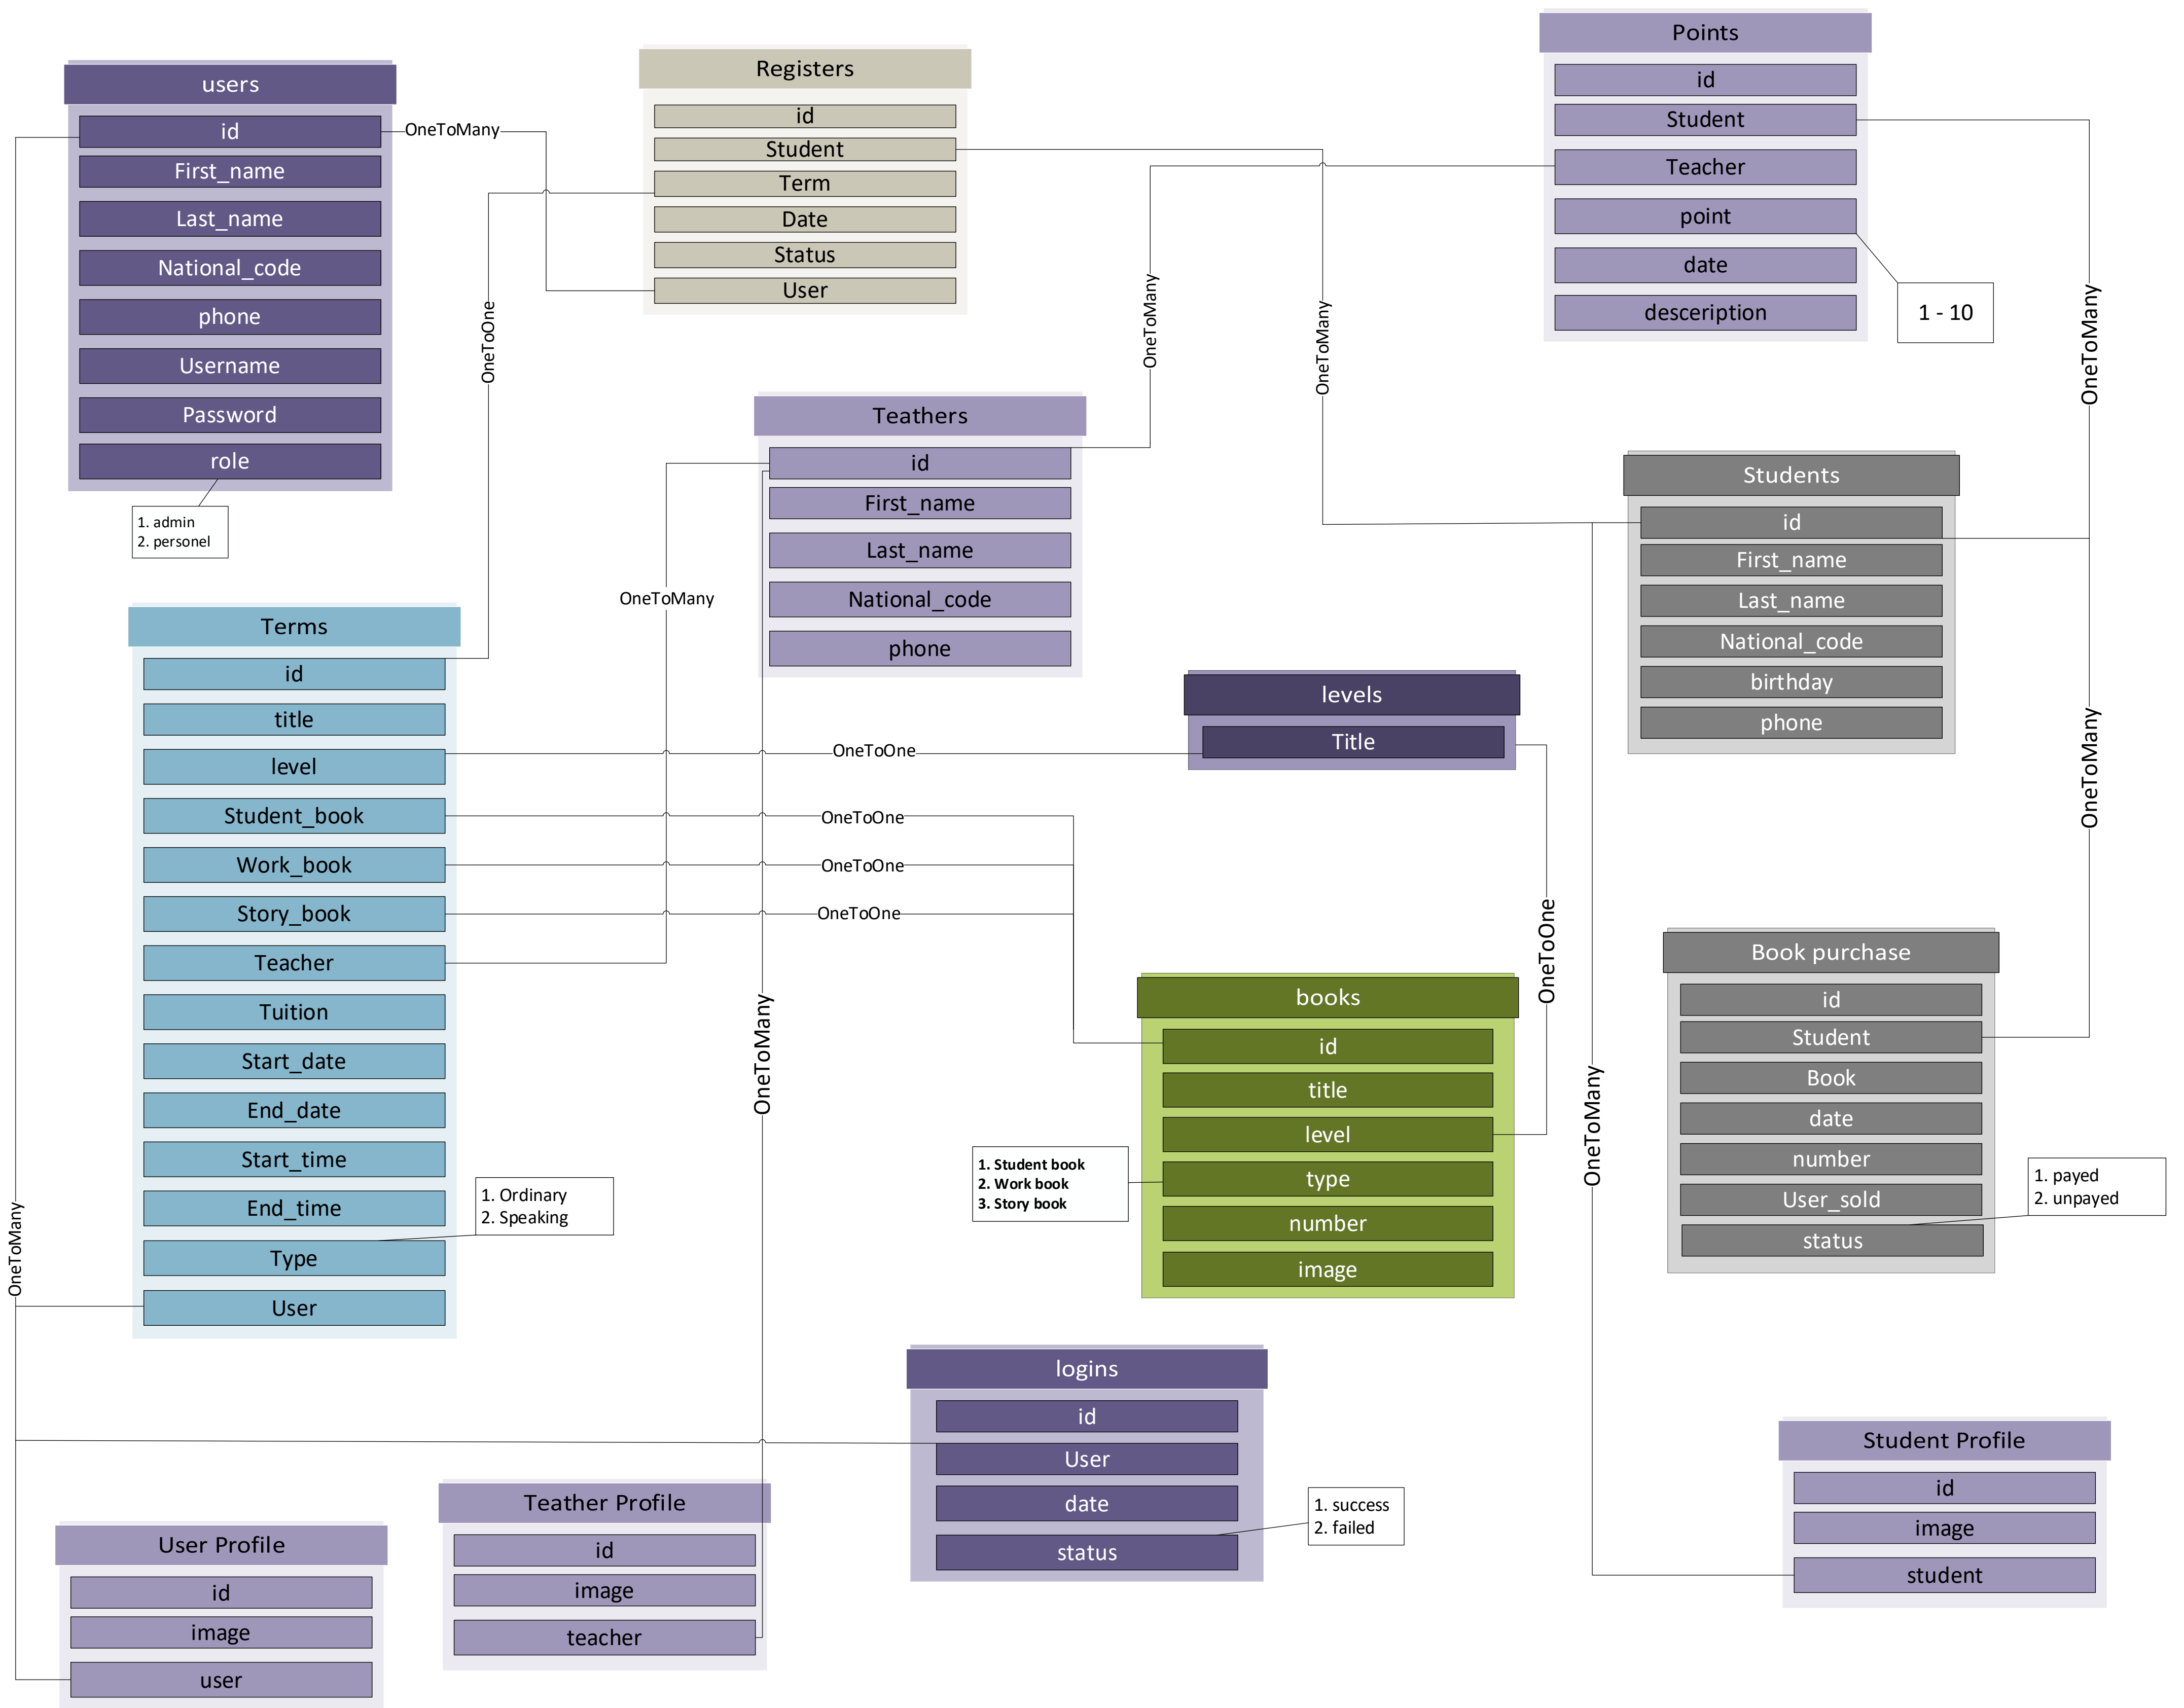 users
id
First_name
Last_name
National_code
phone
Username
Password
role
1. admin
2. personel
OneToMany
Registers
id
Student
Term
Date
Status
User
OneToOne
Points
id
Student
Teacher
point
date
desceription
1 - 10
OneToMany
OneToMany
OneToMany
Teathers
id
First_name
Last_name
National_code
phone
OneToMany
Students
id
First_name
Last_name
National_code
birthday
phone
OneToMany
Terms
id
title
level
Student_book
Work_book
Story_book
Teacher
Tuition
Start_date
End_date
Start_time
End_time
Type
User
1. Ordinary
2. Speaking
OneToOne
OneToOne
OneToOne
OneToOne
levels
Title
OneToOne
books
id
title
level
type
number
image
1. Student book
2. Work book
3. Story book
OneToMany
OneToMany
Book purchase
id
Student
Book
date
number
User_sold
status
1. payed
2. unpayed
OneToMany
logins
id
User
date
status
1. success
2. failed
Student Profile
id
image
student
Teather Profile
id
image
teacher
User Profile
id
image
user